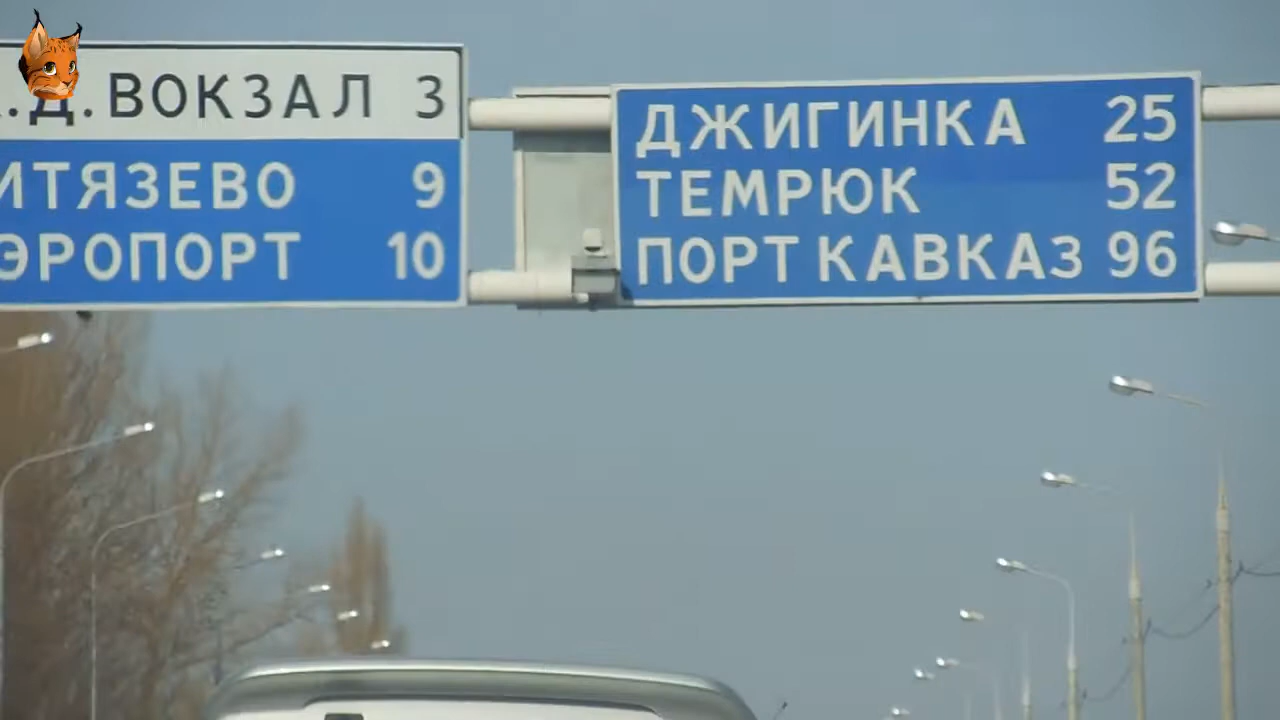 .Д.ВОКЗАЛ 3
ИТЯЗЕВО 9
ЭРОПОРТ 10
ДЖИГИНКА 25
ТЕМРЮК 52
ПОРТ КАВКАЗ 96